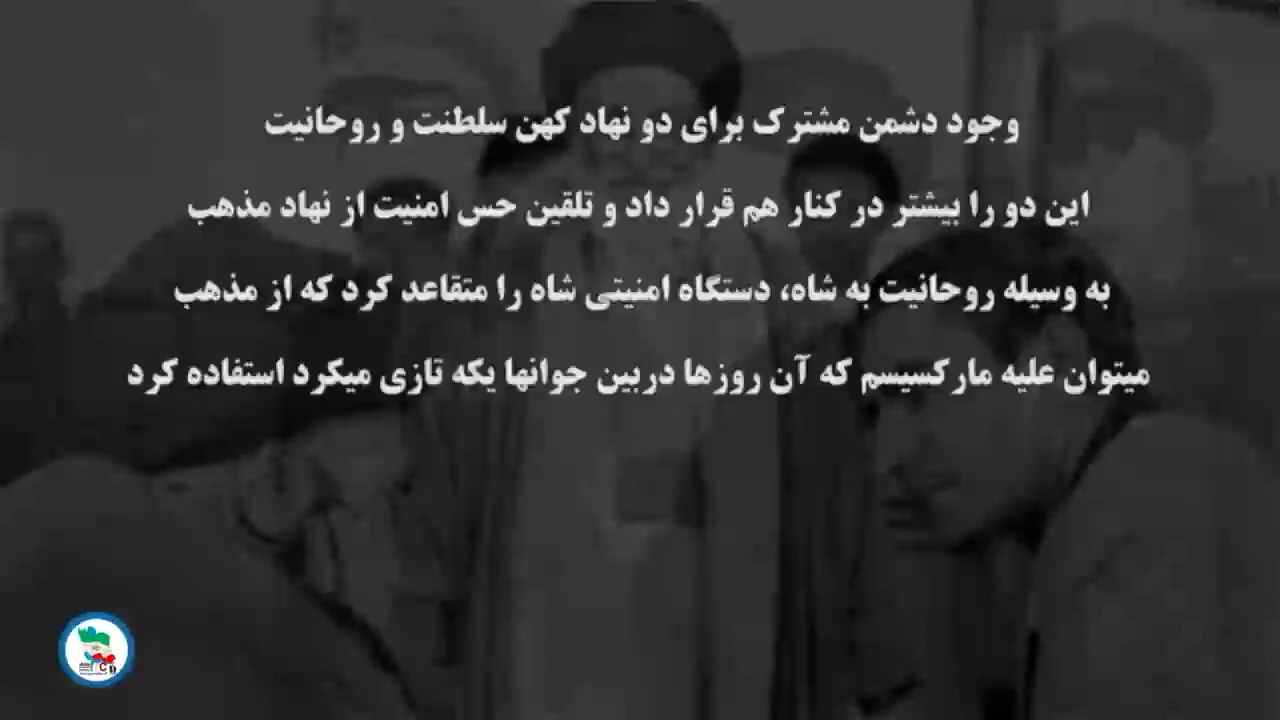 وجود دشمن مشترک برای دو نهاد کهن سلطنت و روحانیت
این دو را بیشتر در کنار هم قرار داد و تلقین حس امنیت از نهاد مذهب
به وسیله روحانیت به شاه، دستگاه امنیتی شاه را متقاعد کرد که از مذهب
میتوان علیه مارکسیسم که آن روزها دربین جوانها یکه تازی میکرد استفاده کرد